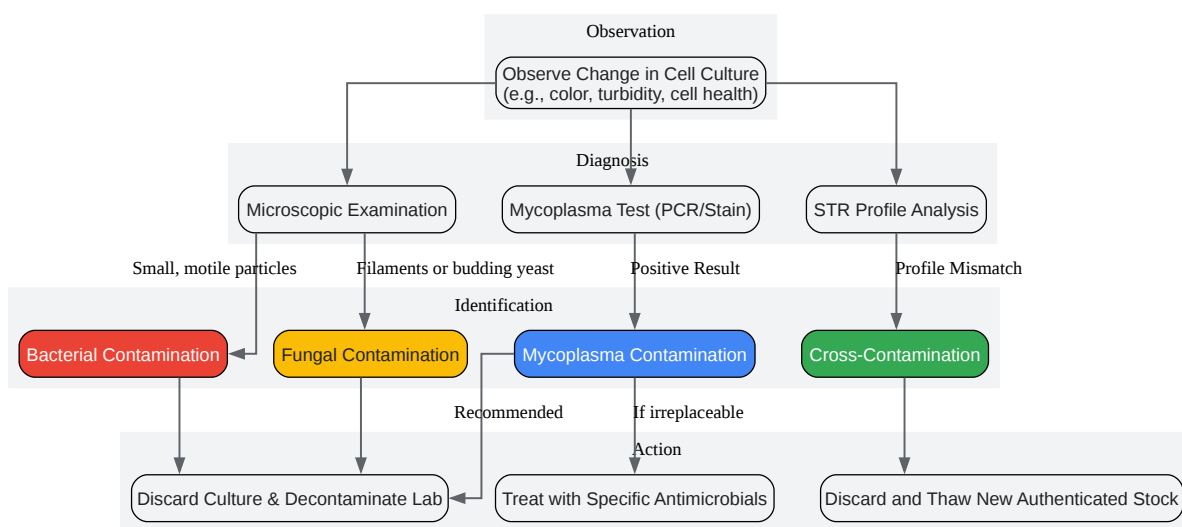 Observation
Observe Change in Cell Culture
(e.g., color, turbidity, cell health)
Diagnosis
Microscopic Examination
Mycoplasma Test (PCR/Stain)
STR Profile Analysis
Small, motile particles
Filaments or budding yeast
Positive Result
Profile Mismatch
Identification
Bacterial Contamination
Fungal Contamination
Mycoplasma Contamination
Cross-Contamination
Recommended
If irreplaceable
Action
Discard Culture & Decontaminate Lab
Treat with Specific Antimicrobials
Discard and Thaw New Authenticated Stock